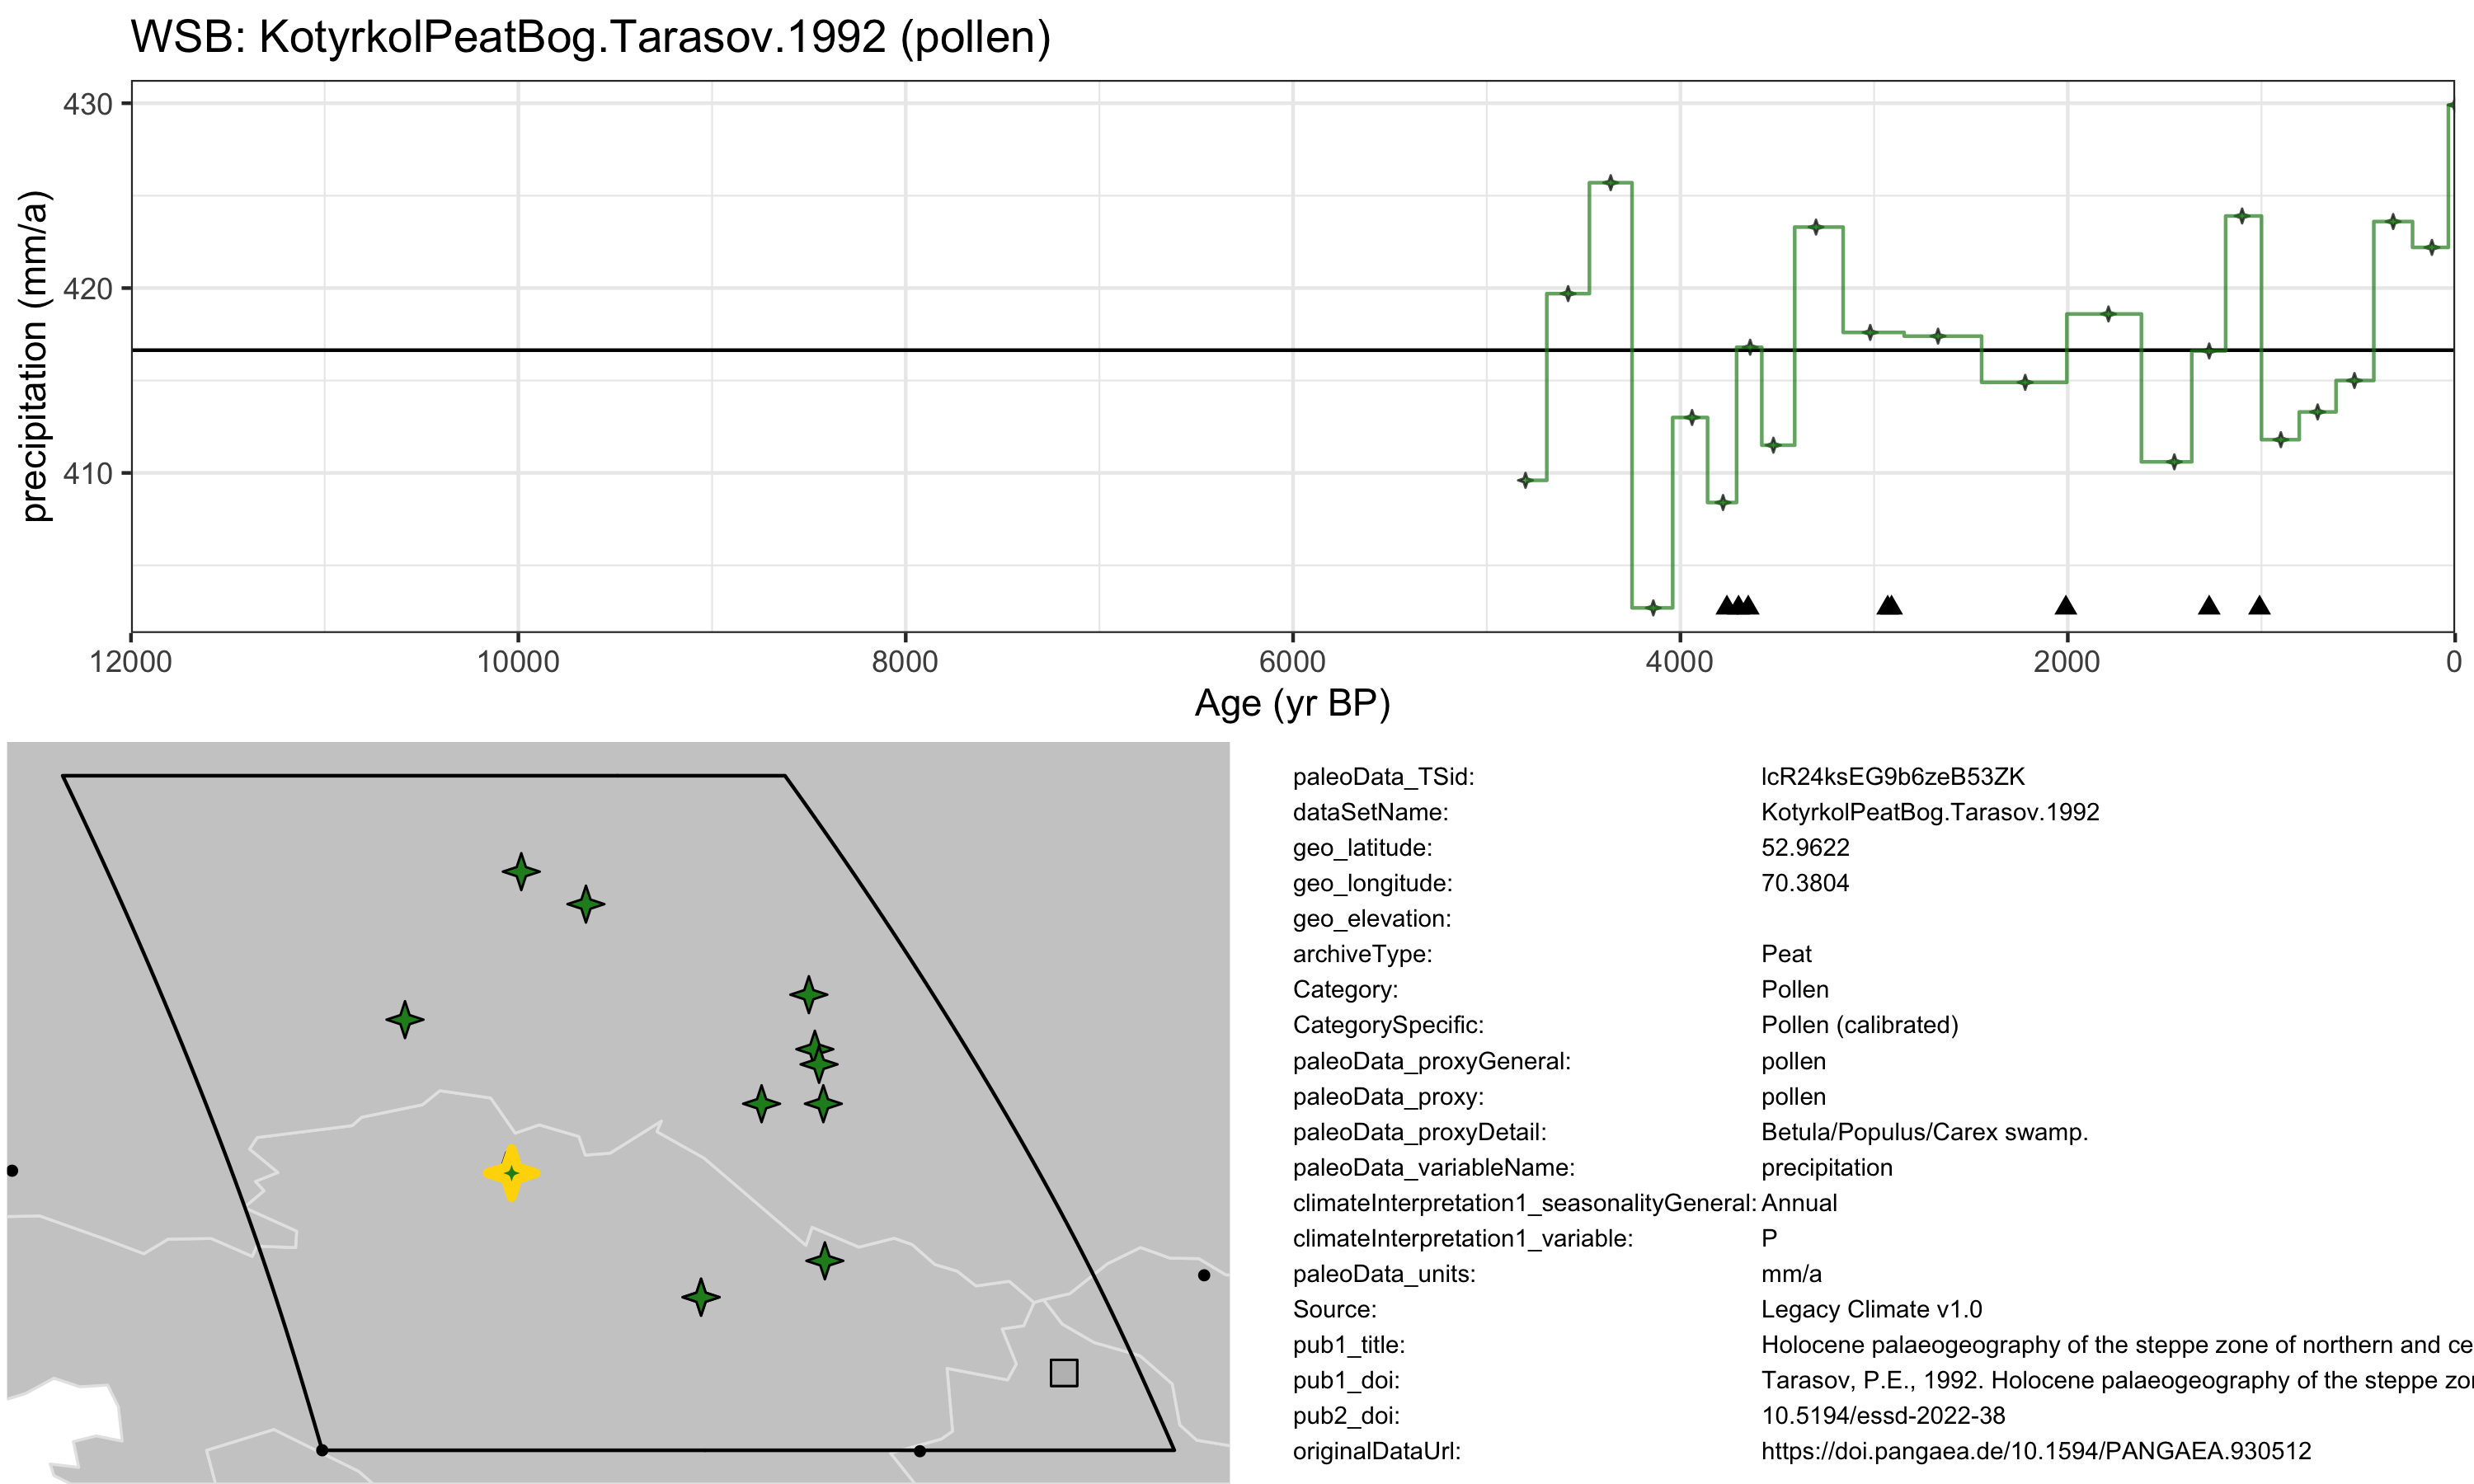 WSB: KotyrkolPeatBog.Tarasov.1992 (pollen)
precipitation (mm/a)
430
420
410
12000 10000 8000 6000 4000 2000 0
Age (yr BP)
paleoData_TSid: lcR24ksEG9b6zeB53ZK
dataSetName: KotyrkolPeatBog.Tarasov.1992
geo_latitude: 52.9622
geo_longitude: 70.3804
geo_elevation:
archiveType: Peat
Category: Pollen
CategorySpecific: Pollen (calibrated)
paleoData_proxyGeneral: pollen
paleoData_proxy: pollen
paleoData_proxyDetail: Betula/Populus/Carex swamp.
paleoData_variableName: precipitation
climateInterpretation1_seasonalityGeneral: Annual
climateInterpretation1_variable: P
paleoData_units: mm/a
Source: Legacy Climate v1.0
pub1_title: Holocene palaeogeography of the steppe zone of northern and ce
pub1_doi: Tarasov, P.E., 1992. Holocene palaeogeography of the steppe zo
pub2_doi: 10.5194/essd-2022-38
originalDataUrl: https://doi.pangaea.de/10.1594/PANGAEA.930512